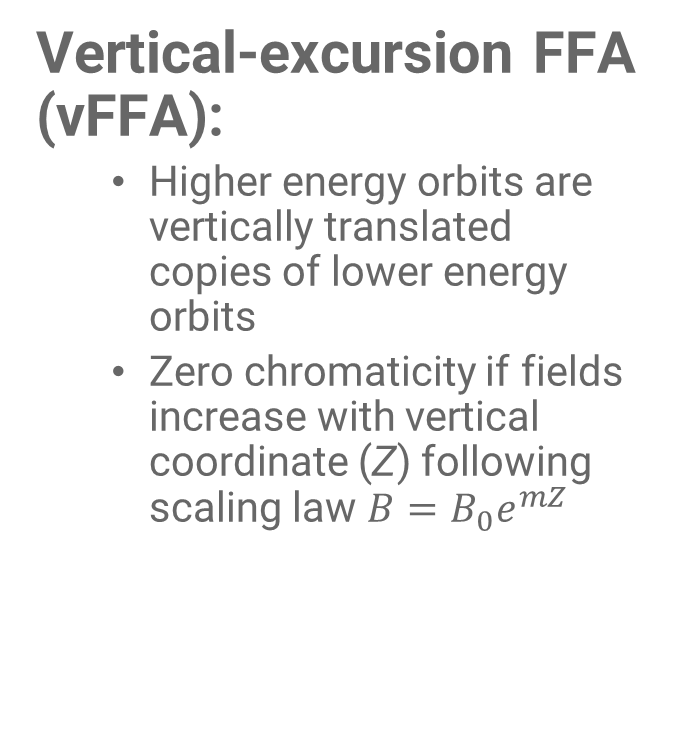 Vertical-excursion FFA
(vFFA):
• Higher energy orbits are
vertically translated
copies of lower energy
orbits
• Zero chromaticity if fields
increase with vertical
coordinate (Z) following
scaling law B = B₀e^{mZ}